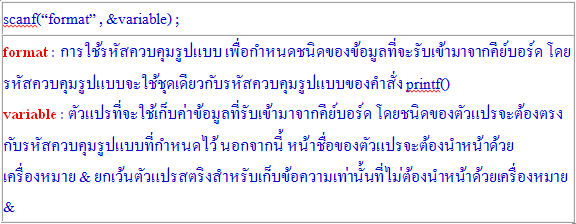 scanf(“format” , &variable) ;
format : การใช้รหัสควบคุมรูปแบบ เพื่อกำหนดชนิดของข้อมูลที่จะรับเข้ามาจากคีย์บอร์ด โดย
รหัสควบคุมรูปแบบจะใช้ชุดเดียวกับรหัสควบคุมรูปแบบของคำสั่ง printf()
variable : ตัวแปรที่จะใช้เก็บค่าข้อมูลที่รับเข้ามาจากคีย์บอร์ด โดยชนิดของตัวแปรจะต้องตรง
กับรหัสควบคุมรูปแบบที่กำหนดไว้ นอกจากนี้ หน้าชื่อของตัวแปรจะต้องนำหน้าด้วย
เครื่องหมาย & ยกเว้นตัวแปรสตริงสำหรับเก็บข้อความเท่านั้นที่ไม่ต้องนำหน้าด้วยเครื่องหมาย
&